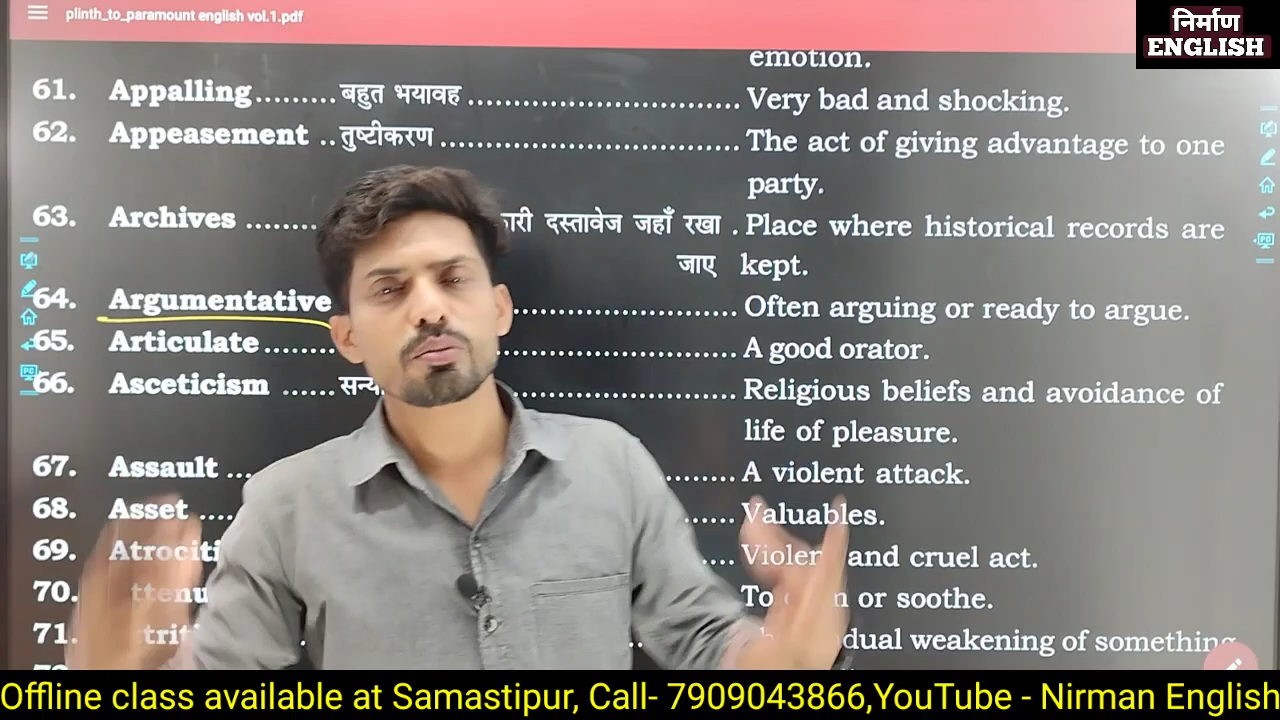 plinth_to_paramount english vol.1.pdf
निर्माण
ENGLISH
emotion.
61. Appalling......... बहुत भयावह ................................. Very bad and shocking.
62. Appeasement .. तुष्टीकरण .................................... The act of giving advantage to one
party.
63. Archives ........ दस्तावेज जहाँ रखा . Place where historical records are
जाए kept.
64. Argumentative ........................... Often arguing or ready to argue.
65. Articulate ....... ........................... A good orator.
66. Asceticism ...... ........................... Religious beliefs and avoidance of
life of pleasure.
67. Assault ... ........ A violent attack.
68. Asset .... ...... Valuables.
69. .... and cruel act.
70. To or soothe.
71. weakening of something
Offline class available at Samastipur, Call- 7909043866,YouTube - Nirman English